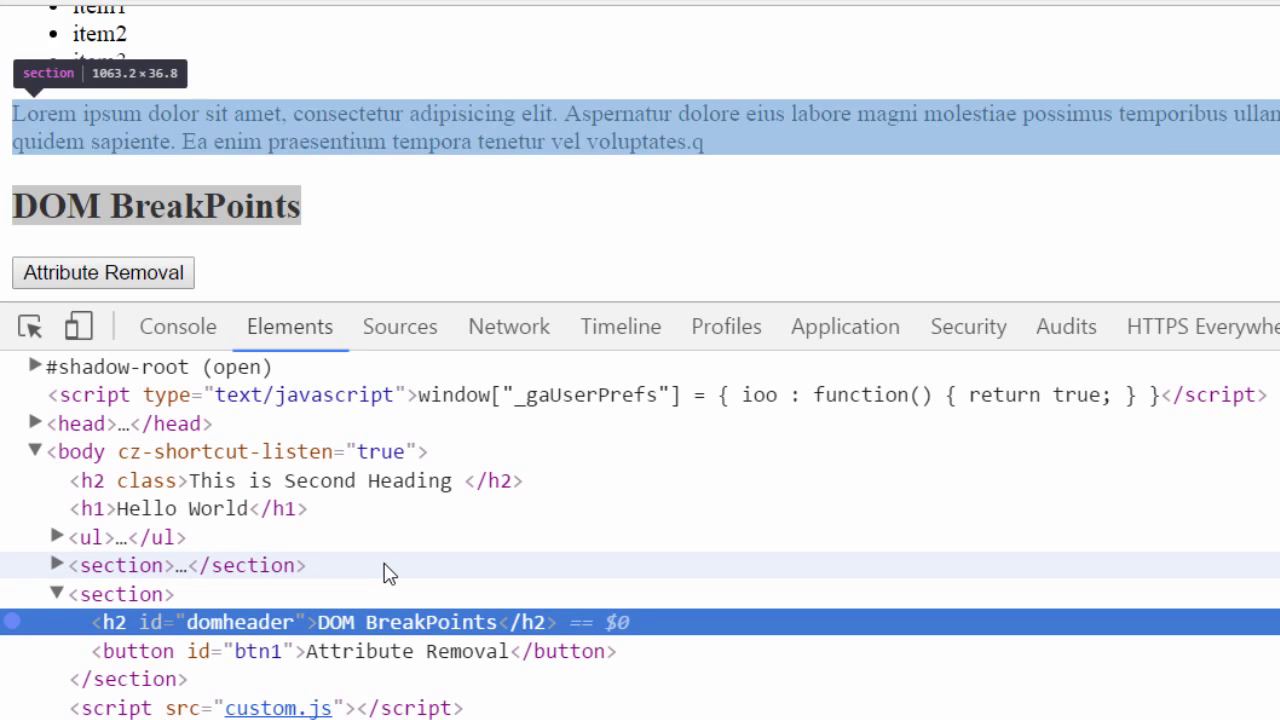 item1
item2
item3
section 1063.2 × 36.8
Lorem ipsum dolor sit amet, consectetur adipisicing elit. Aspernatur dolore eius labore magni molestiae possimus temporibus ullan
quidem sapiente. Ea enim praesentium tempora tenetur vel voluptates.q
DOM BreakPoints
Attribute Removal
Console Elements Sources Network Timeline Profiles Application Security Audits HTTPS Everywhe
#shadow-root (open)
<script type="text/javascript">window["_gaUserPrefs"] = { ioo : function() { return true; } }</script>
<head>…</head>
<body cz-shortcut-listen="true">
<h2 class>This is Second Heading </h2>
<h1>Hello World</h1>
<ul>…</ul>
<section>…</section>
<section>
<h2 id="domheader">DOM BreakPoints</h2> == $0
<button id="btn1">Attribute Removal</button>
</section>
<script src="custom.js"></script>